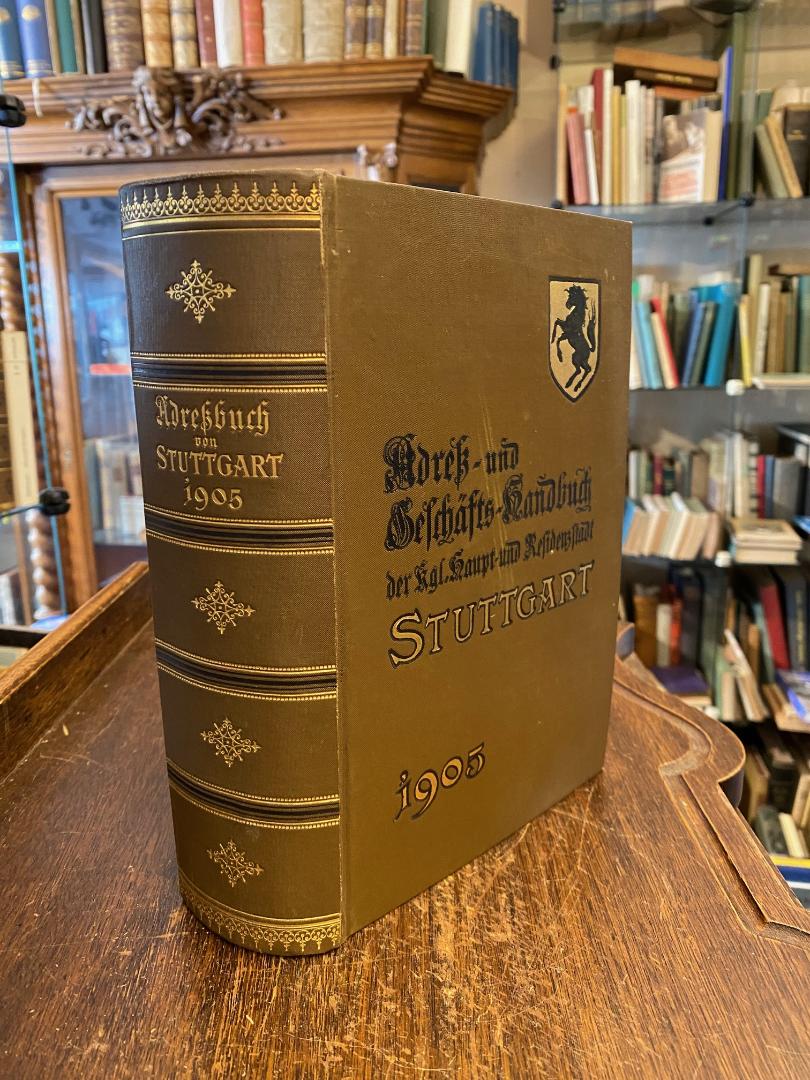 Adreßbuch
von
STUTTGART
1905
Adreß- und
Geschäfts-Handbuch
der Kgl. Haupt- und Residenzstadt
STUTTGART
1905